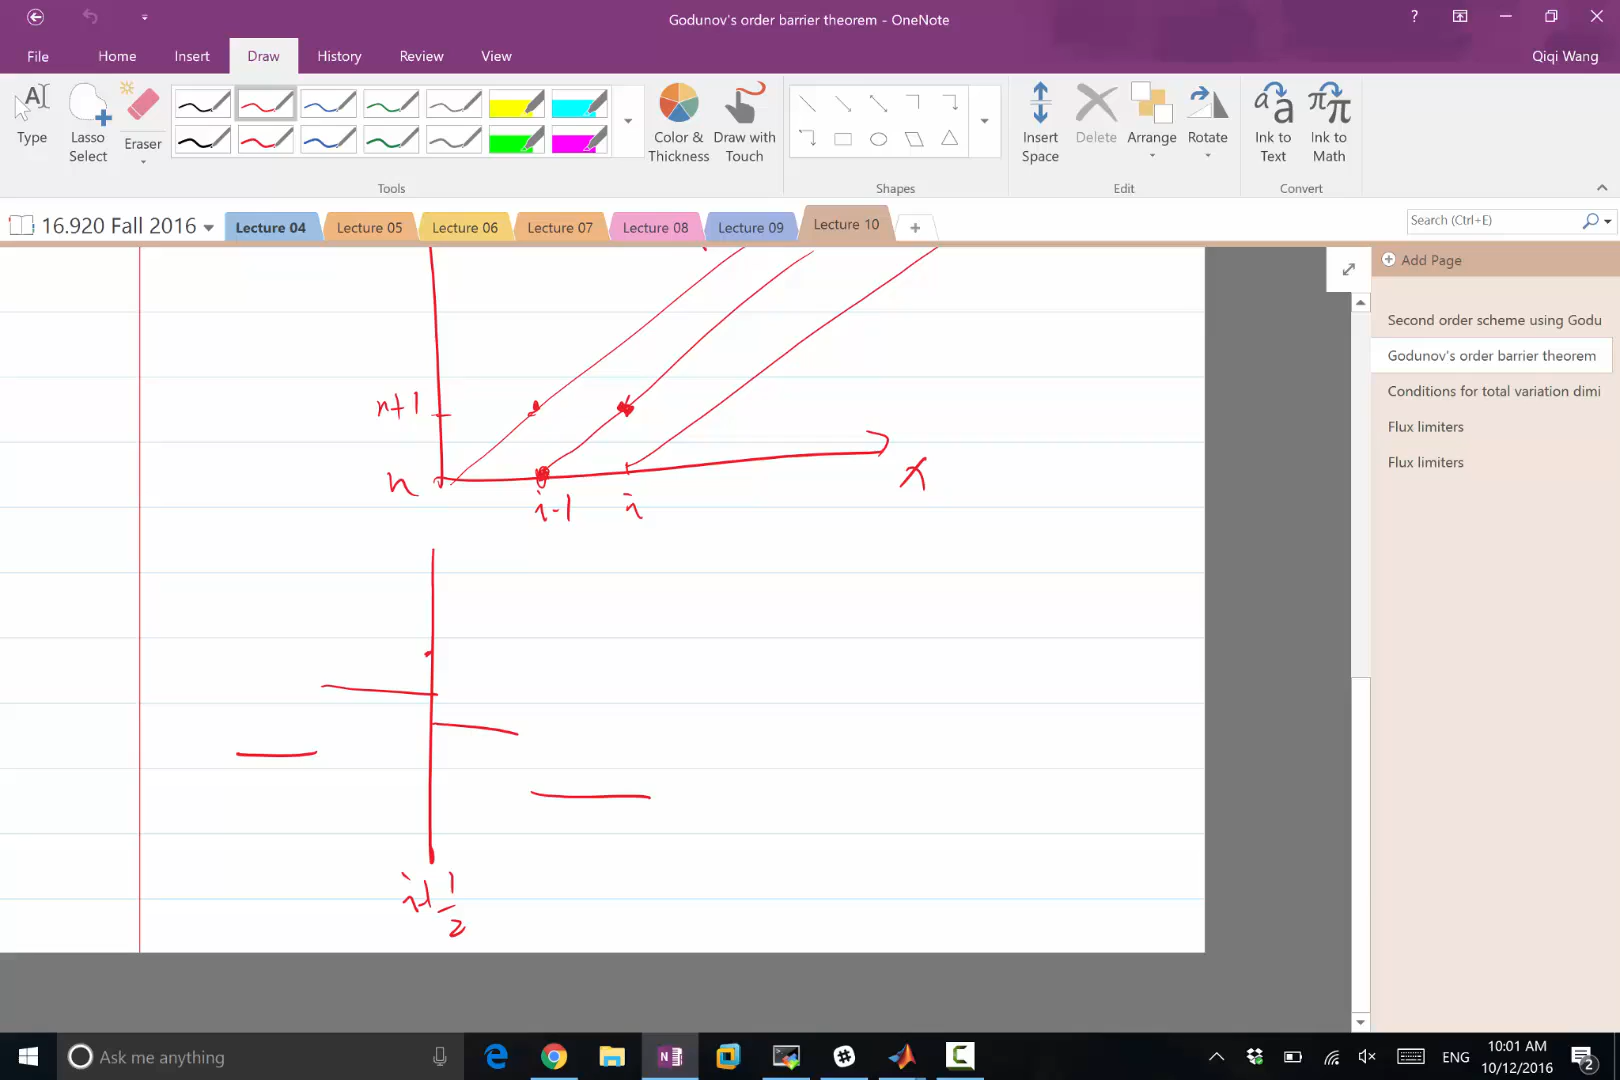 Godunov's order barrier theorem - OneNote
?
File
Home
Insert
Draw
History
Review
View
Qiqi Wang
Type
Lasso Select
Eraser
Color & Thickness
Draw with Touch
Insert Space
Delete
Arrange
Rotate
Ink to Text
Ink to Math
Tools
Shapes
Edit
Convert
16.920 Fall 2016
Lecture 04
Lecture 05
Lecture 06
Lecture 07
Lecture 08
Lecture 09
Lecture 10
+
Search (Ctrl+E)
Add Page
Second order scheme using Godu
Godunov's order barrier theorem
Conditions for total variation dimi
Flux limiters
Flux limiters
n+1
n
i-1
i
x
i+1/2
Ask me anything
ENG
10:01 AM
10/12/2016
2